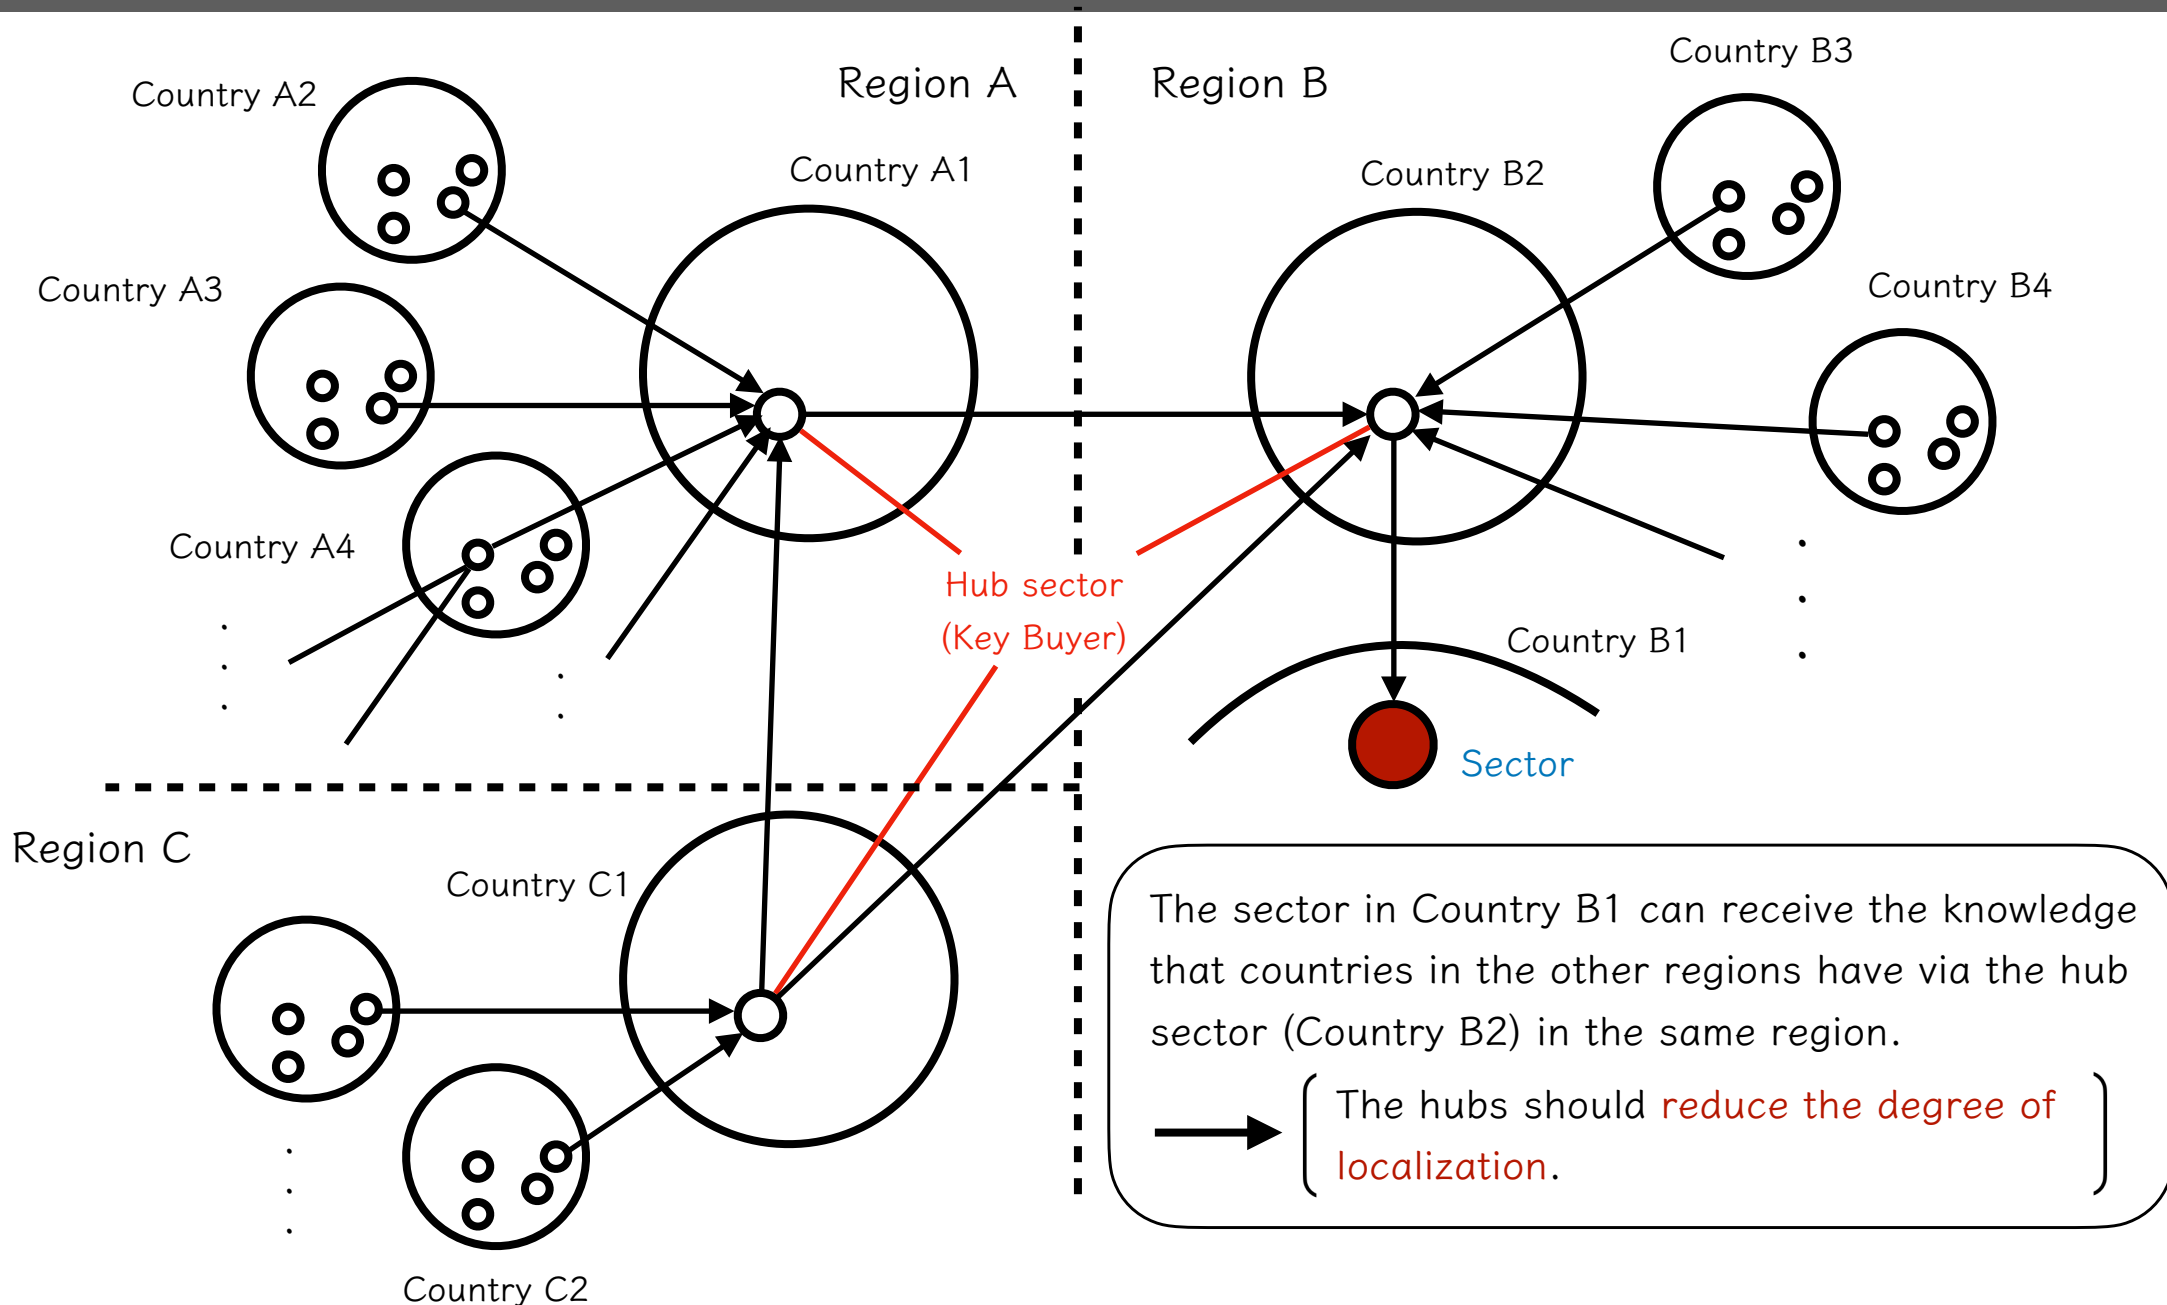 Country B3
Country A2
Region A
Region B
Country A1
Country B2
Country A3
Country B4
Country A4
Hub sector
(Key Buyer)
Country B1
Sector
Region C
Country C1
The sector in Country B1 can receive the knowledge
that countries in the other regions have via the hub
sector (Country B2) in the same region.
The hubs should reduce the degree of
localization.
Country C2